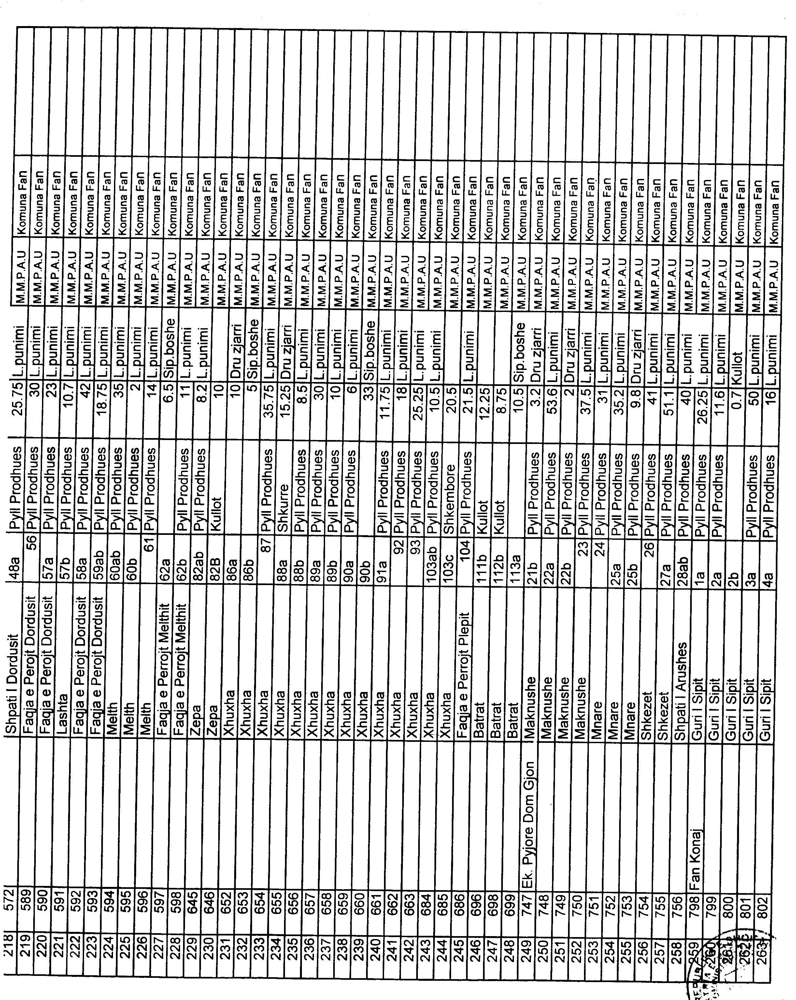 218 572 Shpati I Dordusit 48a Pyll Prodhues 25.75 L.punimi M.M.P.A.U Komuna Fan
219 589 Faqja e Perojt Dordusit 56 Pyll Prodhues 30 L.punimi M.M.P.A.U Komuna Fan
220 590 Faqja e Perojt Dordusit 57a Pyll Prodhues 23 L.punimi M.M.P.A.U Komuna Fan
221 591 Lashta 57b Pyll Prodhues 10.7 L.punimi M.M.P.A.U Komuna Fan
222 592 Faqja e Perojt Dordusit 58a Pyll Prodhues 42 L.punimi M.M.P.A.U Komuna Fan
223 593 Faqja e Perojt Dordusit 59ab Pyll Prodhues 18.75 L.punimi M.M.P.A.U Komuna Fan
224 594 Melth 60ab Pyll Prodhues 35 L.punimi M.M.P.A.U Komuna Fan
225 595 Melth 60b Pyll Prodhues 2 L.punimi M.M.P.A.U Komuna Fan
226 596 Melth 61 Pyll Prodhues 14 L.punimi M.M.P.A.U Komuna Fan
227 597 Faqja e Perrojt Melthit 62a 6.5 Sip.boshe M.M.P.A.U Komuna Fan
228 598 Faqja e Perrojt Melthit 62b Pyll Prodhues 11 L.punimi M.M.P.A.U Komuna Fan
229 645 Zepa 82ab Pyll Prodhues 8.2 L.punimi M.M.P.A.U Komuna Fan
230 646 Zepa 82B Kullot 10 M.M.P.A.U Komuna Fan
231 652 Xhuxha 86a 10 Dru zjarri M.M.P.A.U Komuna Fan
232 653 Xhuxha 86b 5 Sip.boshe M.M.P.A.U Komuna Fan
233 654 Xhuxha 87 Pyll Prodhues 35.75 L.punimi M.M.P.A.U Komuna Fan
234 655 Xhuxha 88a Shkurre 15.25 Dru zjarri M.M.P.A.U Komuna Fan
235 656 Xhuxha 88b Pyll Prodhues 8.5 L.punimi M.M.P.A.U Komuna Fan
236 657 Xhuxha 89a Pyll Prodhues 30 L.punimi M.M.P.A.U Komuna Fan
237 658 Xhuxha 89b Pyll Prodhues 10 L.punimi M.M.P.A.U Komuna Fan
238 659 Xhuxha 90a Pyll Prodhues 6 L.punimi M.M.P.A.U Komuna Fan
239 660 Xhuxha 90b 33 Sip.boshe M.M.P.A.U Komuna Fan
240 661 Xhuxha 91a Pyll Prodhues 11.75 L.punimi M.M.P.A.U Komuna Fan
241 662 Xhuxha 92 Pyll Prodhues 18 L.punimi M.M.P.A.U Komuna Fan
242 663 Xhuxha 93 Pyll Prodhues 25.25 L.punimi M.M.P.A.U Komuna Fan
243 684 Xhuxha 103ab Pyll Prodhues 10.5 L.punimi M.M.P.A.U Komuna Fan
244 685 Xhuxha 103c Shkembore 20.5 M.M.P.A.U Komuna Fan
245 686 Faqja e Perrojt Plepit 104 Pyll Prodhues 21.5 L.punimi M.M.P.A.U Komuna Fan
246 696 Batrat 111b Kullot 12.25 M.M.P.A.U Komuna Fan
247 698 Batrat 112b Kullot 8.75 M.M.P.A.U Komuna Fan
248 699 Batrat 113a 10.5 Sip.boshe M.M.P.A.U Komuna Fan
249 747 Ek. Pyjore Dom Gjon Maknushe 21b Pyll Prodhues 3.2 Dru zjarri M.M.P.A.U Komuna Fan
250 748 Maknushe 22a Pyll Prodhues 53.6 L.punimi M.M.P.A.U Komuna Fan
251 749 Maknushe 22b Pyll Prodhues 2 Dru zjarri M.M.P.A.U Komuna Fan
252 750 Maknushe 23 Pyll Prodhues 37.5 L.punimi M.M.P.A.U Komuna Fan
253 751 Mnare 24 Pyll Prodhues 31 L.punimi M.M.P.A.U Komuna Fan
254 752 Mnare 25a Pyll Prodhues 35.2 L.punimi M.M.P.A.U Komuna Fan
255 753 Mnare 25b Pyll Prodhues 9.8 Dru zjarri M.M.P.A.U Komuna Fan
256 754 Shkezet 26 Pyll Prodhues 41 L.punimi M.M.P.A.U Komuna Fan
257 755 Shkezet 27a Pyll Prodhues 51.1 L.punimi M.M.P.A.U Komuna Fan
258 756 Shpati I Arushes 28ab Pyll Prodhues 40 L.punimi M.M.P.A.U Komuna Fan
259 798 Fan Konaj Guri I Sipit 1a Pyll Prodhues 26.25 L.punimi M.M.P.A.U Komuna Fan
260 799 Guri I Sipit 2a Pyll Prodhues 11.6 L.punimi M.M.P.A.U Komuna Fan
261 800 Guri I Sipit 2b 0.7 Kullot M.M.P.A.U Komuna Fan
262 801 Guri I Sipit 3a Pyll Prodhues 50 L.punimi M.M.P.A.U Komuna Fan
263 802 Guri I Sipit 4a Pyll Prodhues 16 L.punimi M.M.P.A.U Komuna Fan